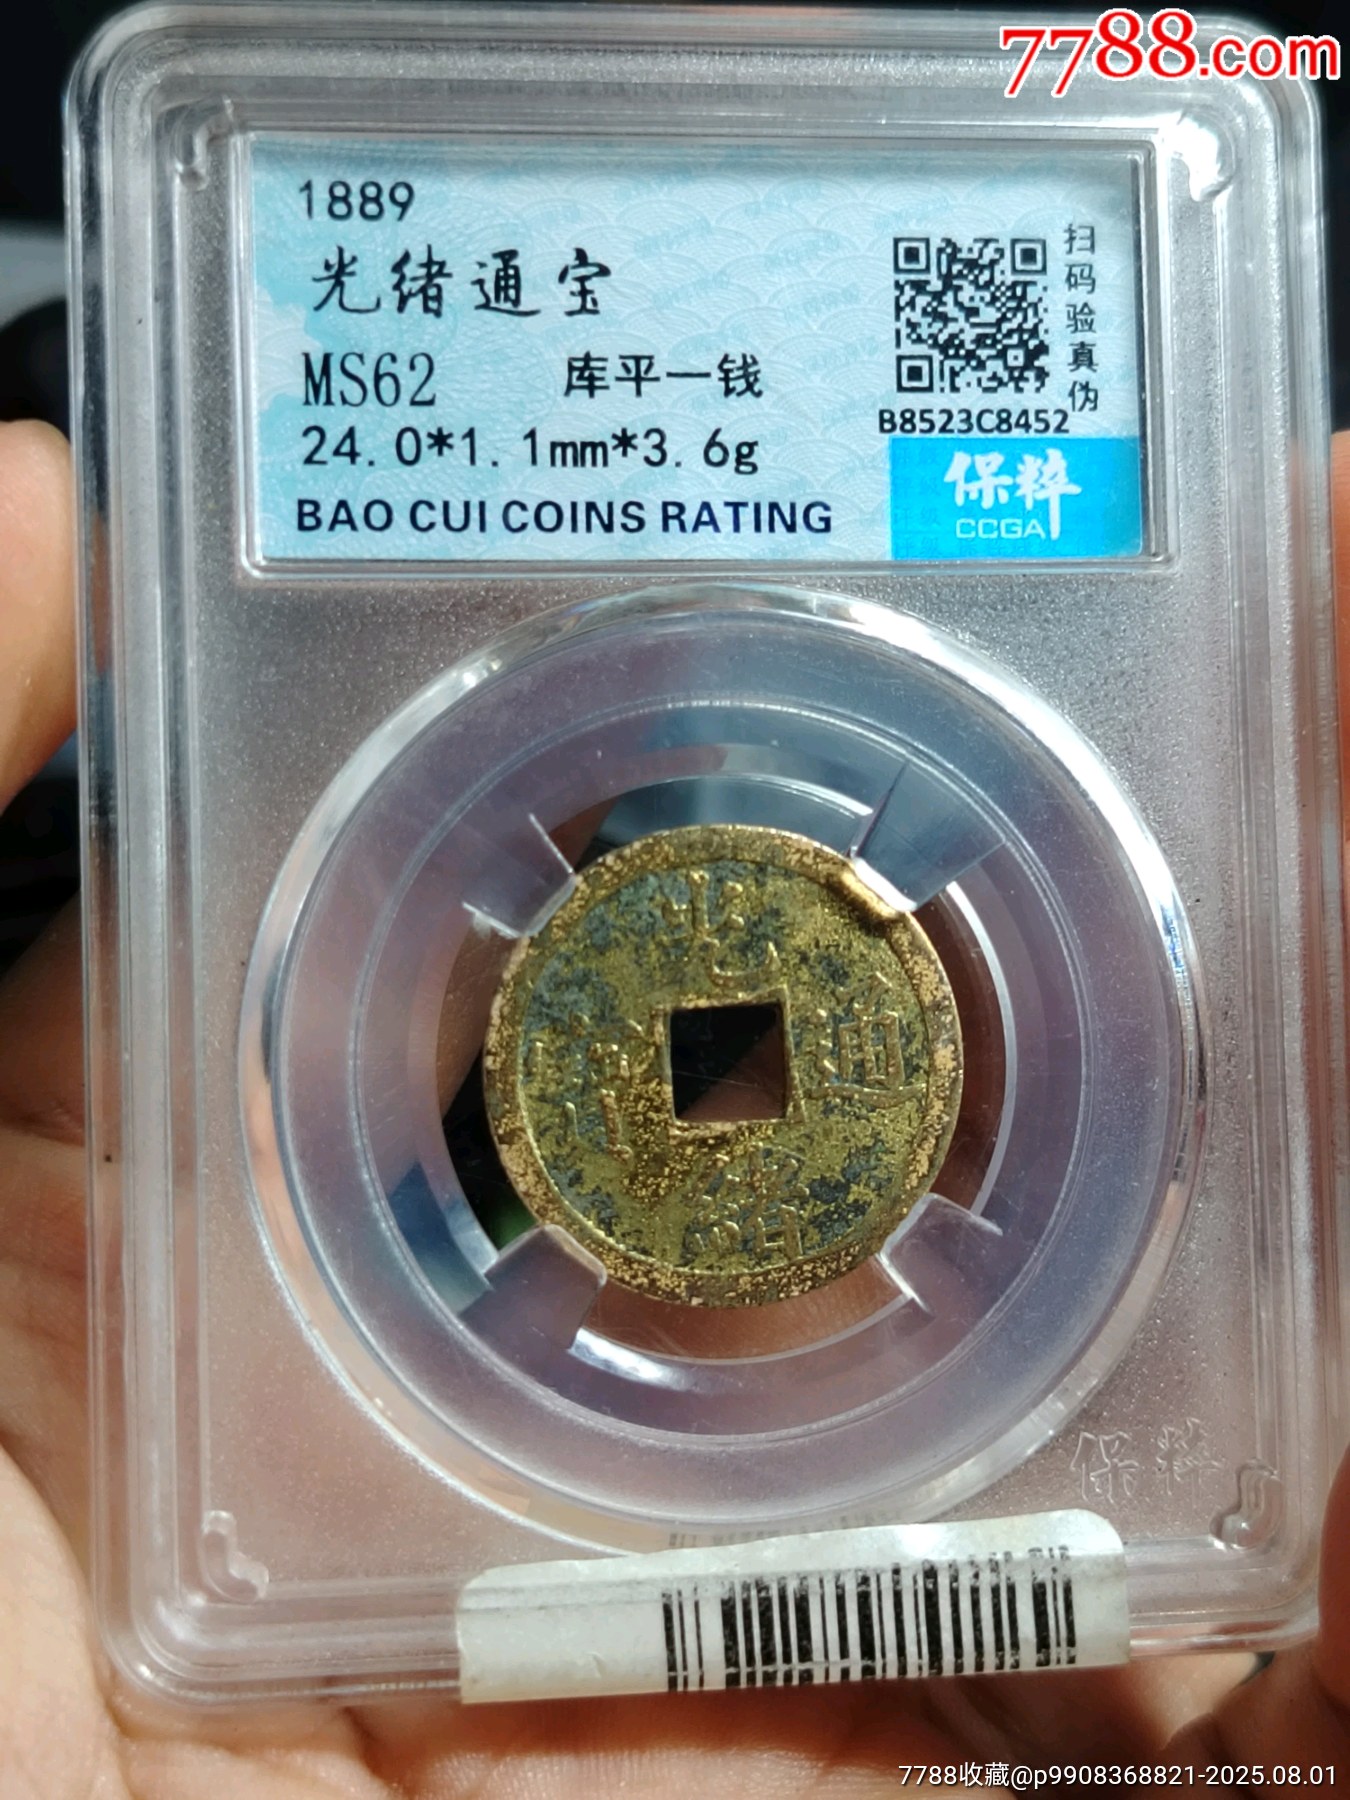 7788.com
1889
光绪通宝
MS62 库平一钱
24.0*1.1mm*3.6g
BAO CUI COINS RATING
扫码验真伪
B8523C8452
保粹
CCGA
光
通
緒
寶
保粹
7788收藏@p9908368821-2025.08.01